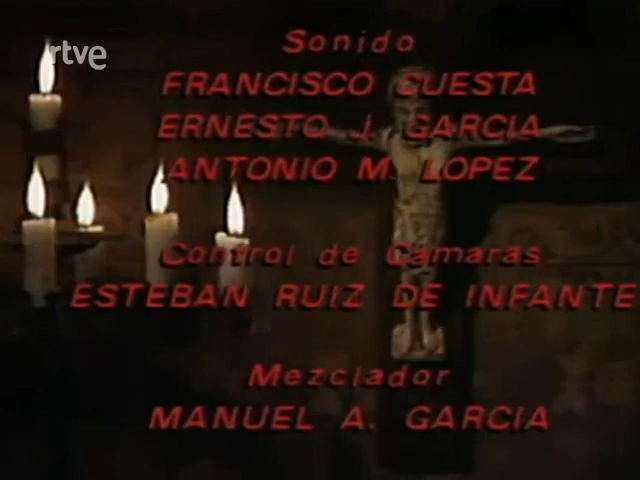 rtve
Sonido
FRANCISCO CUESTA
ERNESTO J. GARCIA
ANTONIO M. LOPEZ
Control de Camaras
ESTEBAN RUIZ DE INFANTE
Mezclador
MANUEL A. GARCIA